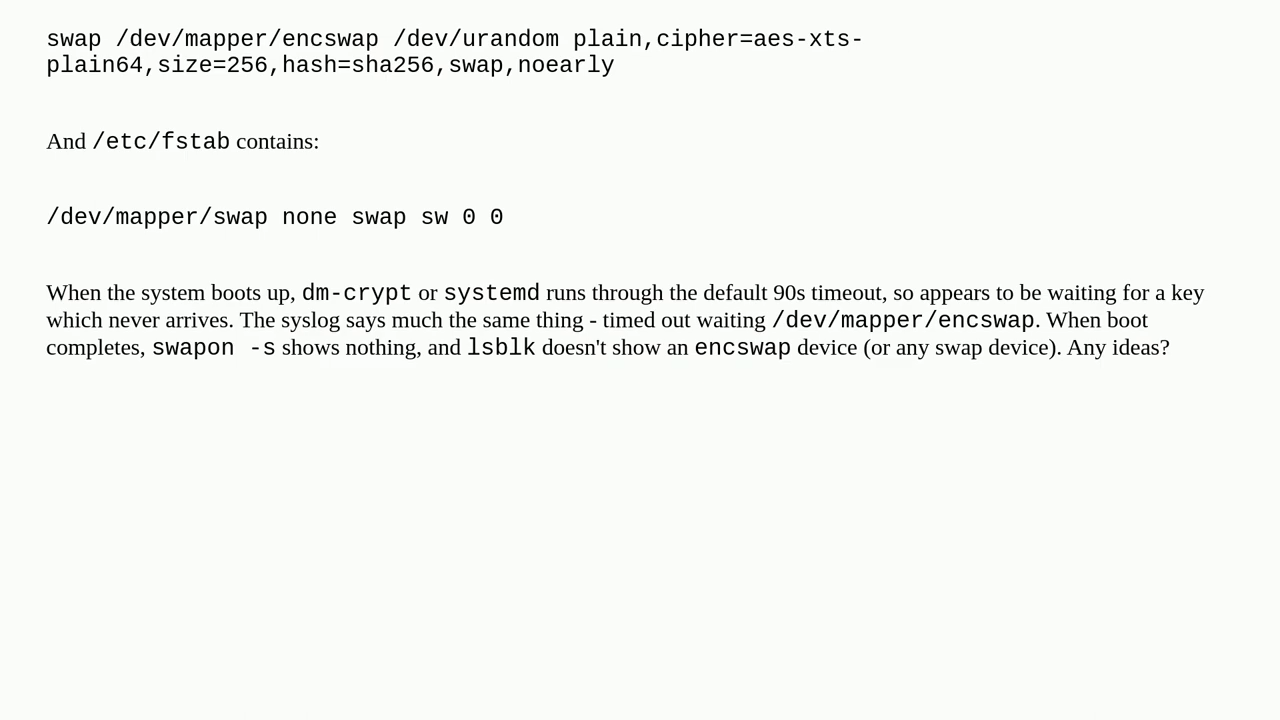 swap /dev/mapper/encswap /dev/urandom plain,cipher=aes-xts-
plain64,size=256,hash=sha256,swap,noearly
And /etc/fstab contains:
/dev/mapper/swap none swap sw 0 0
When the system boots up, dm-crypt or systemd runs through the default 90s timeout, so appears to be waiting for a key
which never arrives. The syslog says much the same thing - timed out waiting /dev/mapper/encswap. When boot
completes, swapon -s shows nothing, and lsblk doesn't show an encswap device (or any swap device). Any ideas?